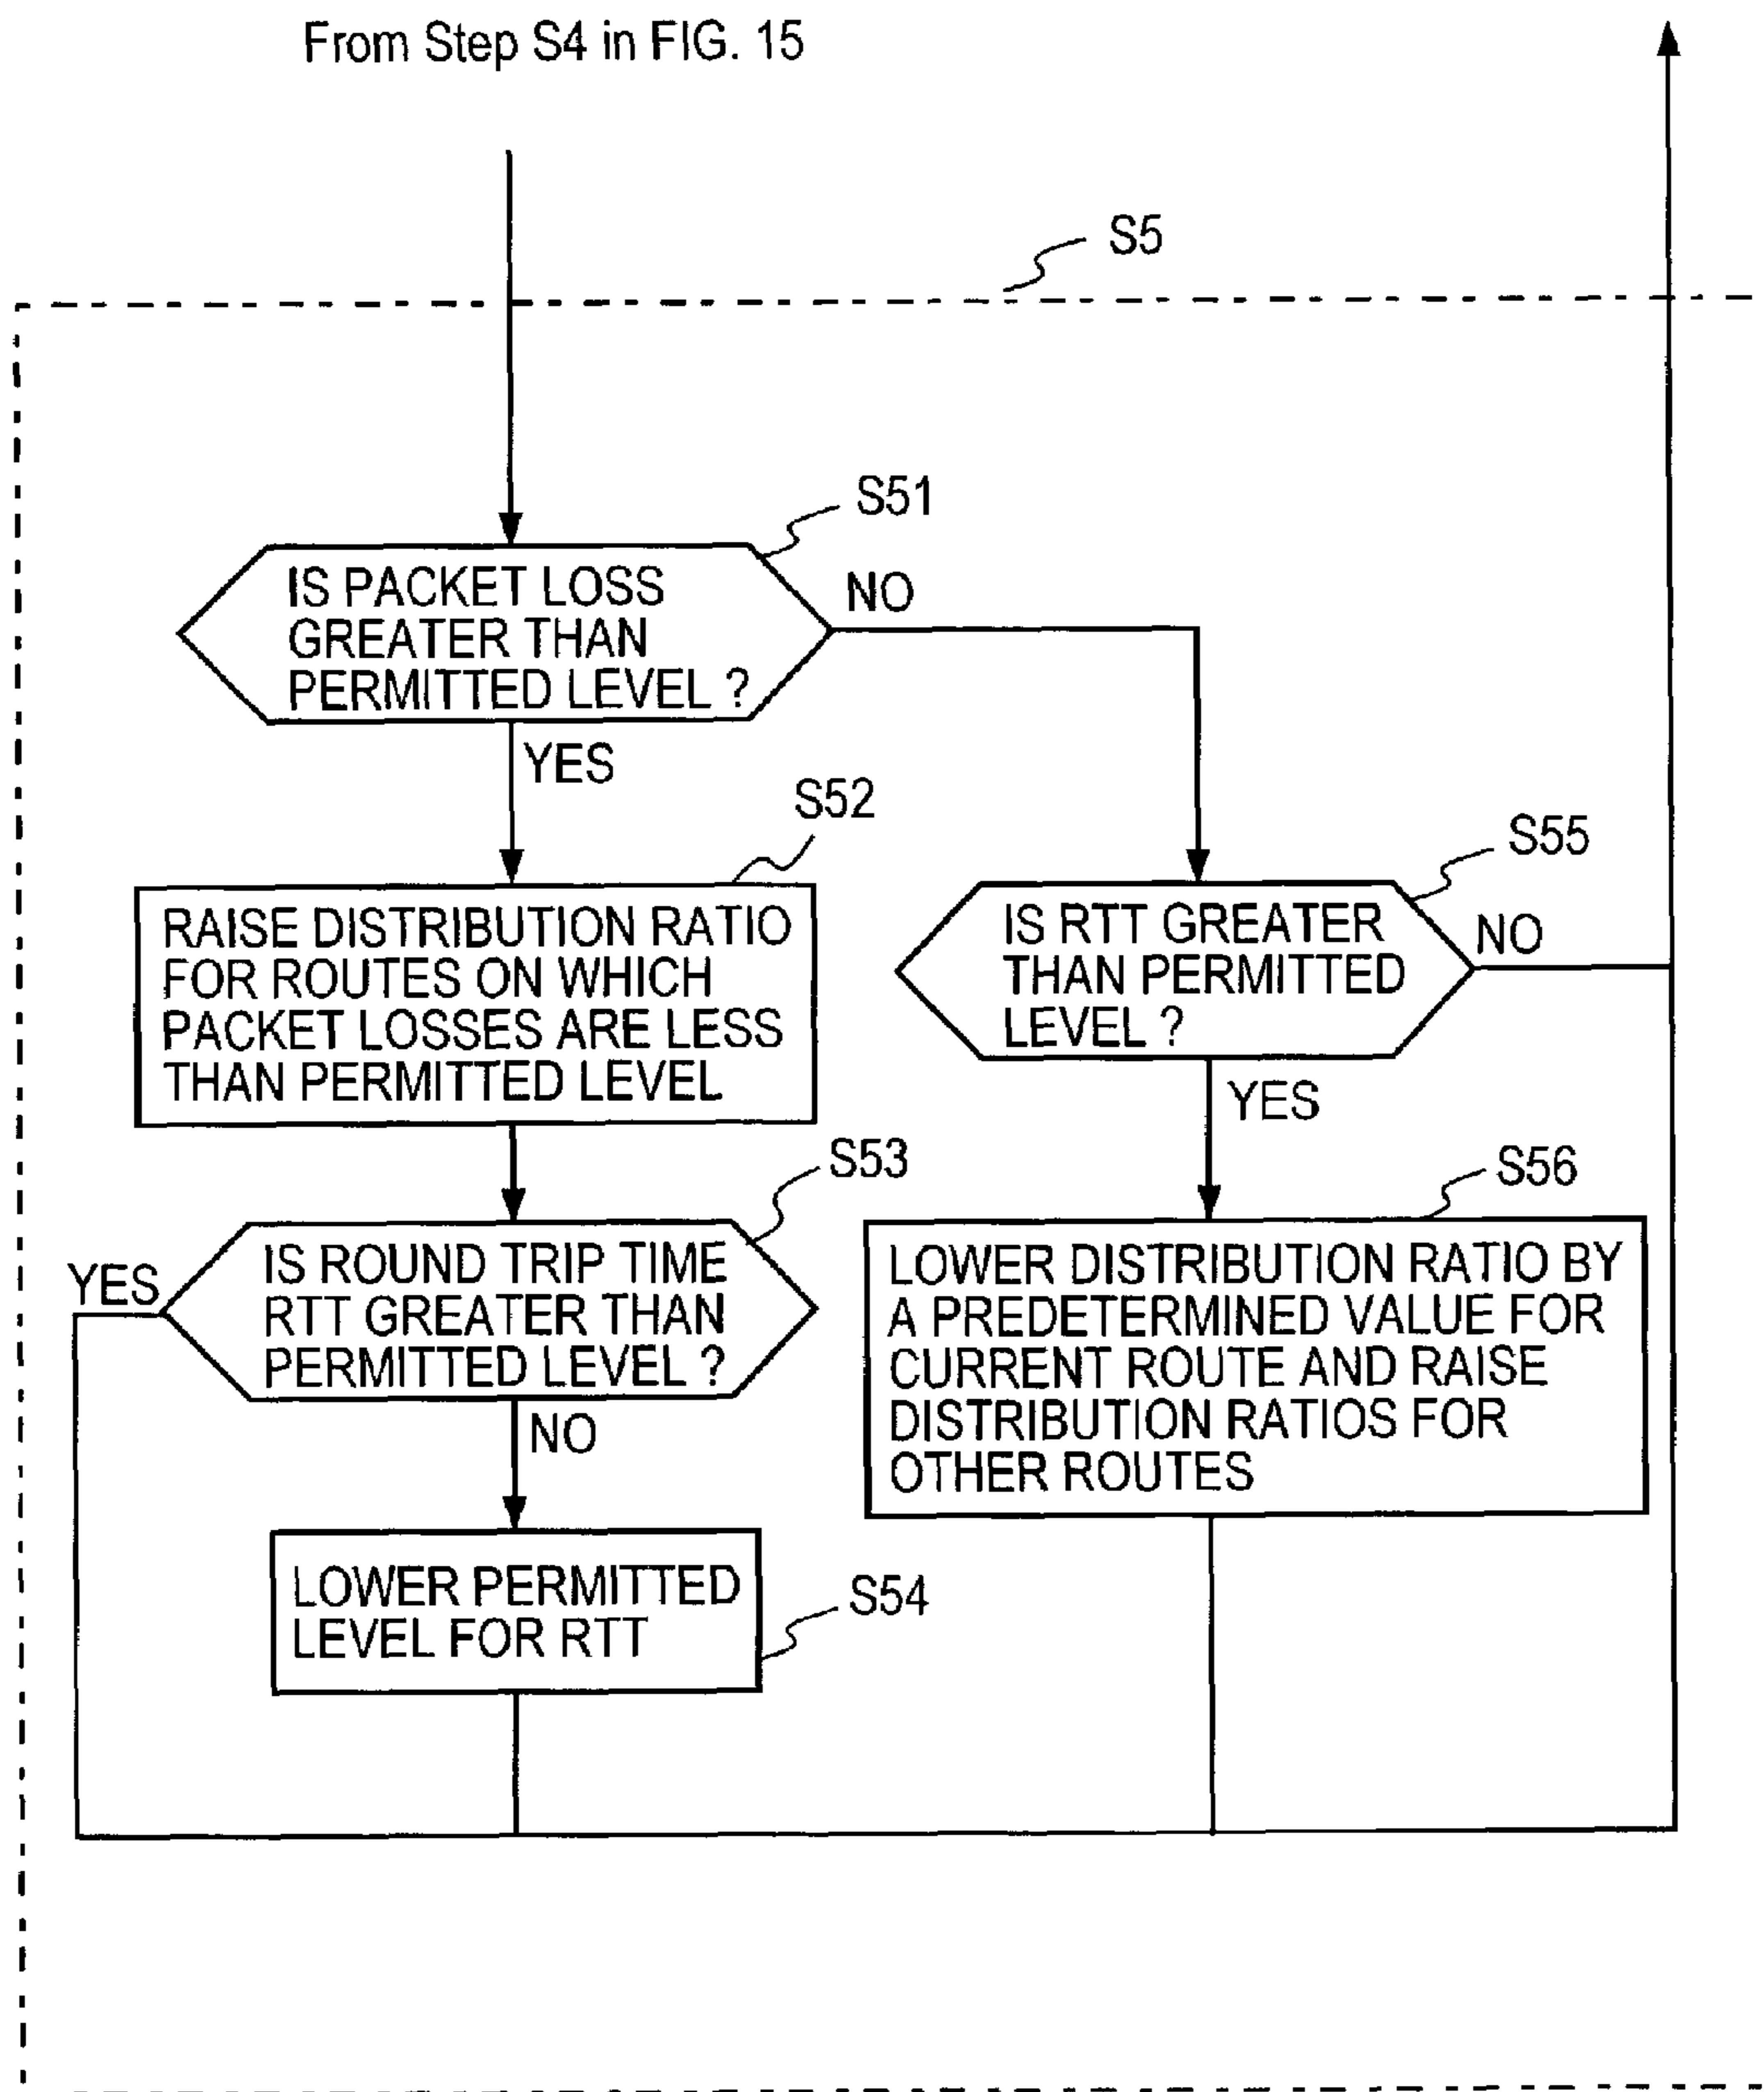 From Step S4 in FIG. 15
S5
S51
IS PACKET LOSS
GREATER THAN
PERMITTED LEVEL ?
NO
YES
S52
RAISE DISTRIBUTION RATIO
FOR ROUTES ON WHICH
PACKET LOSSES ARE LESS
THAN PERMITTED LEVEL
S55
IS RTT GREATER
THAN PERMITTED
LEVEL ?
NO
YES
S53
IS ROUND TRIP TIME
RTT GREATER THAN
PERMITTED LEVEL ?
YES
NO
S56
LOWER DISTRIBUTION RATIO BY
A PREDETERMINED VALUE FOR
CURRENT ROUTE AND RAISE
DISTRIBUTION RATIOS FOR
OTHER ROUTES
LOWER PERMITTED
LEVEL FOR RTT
S54